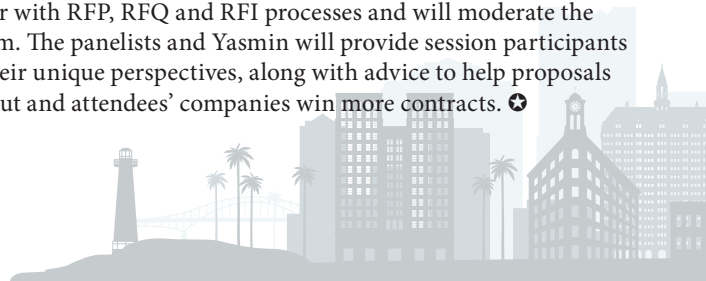 r with RFP, RFQ and RFI processes and will moderate the
m. The panelists and Yasmin will provide session participants
eir unique perspectives, along with advice to help proposals
ut and attendees’ companies win more contracts. ✪